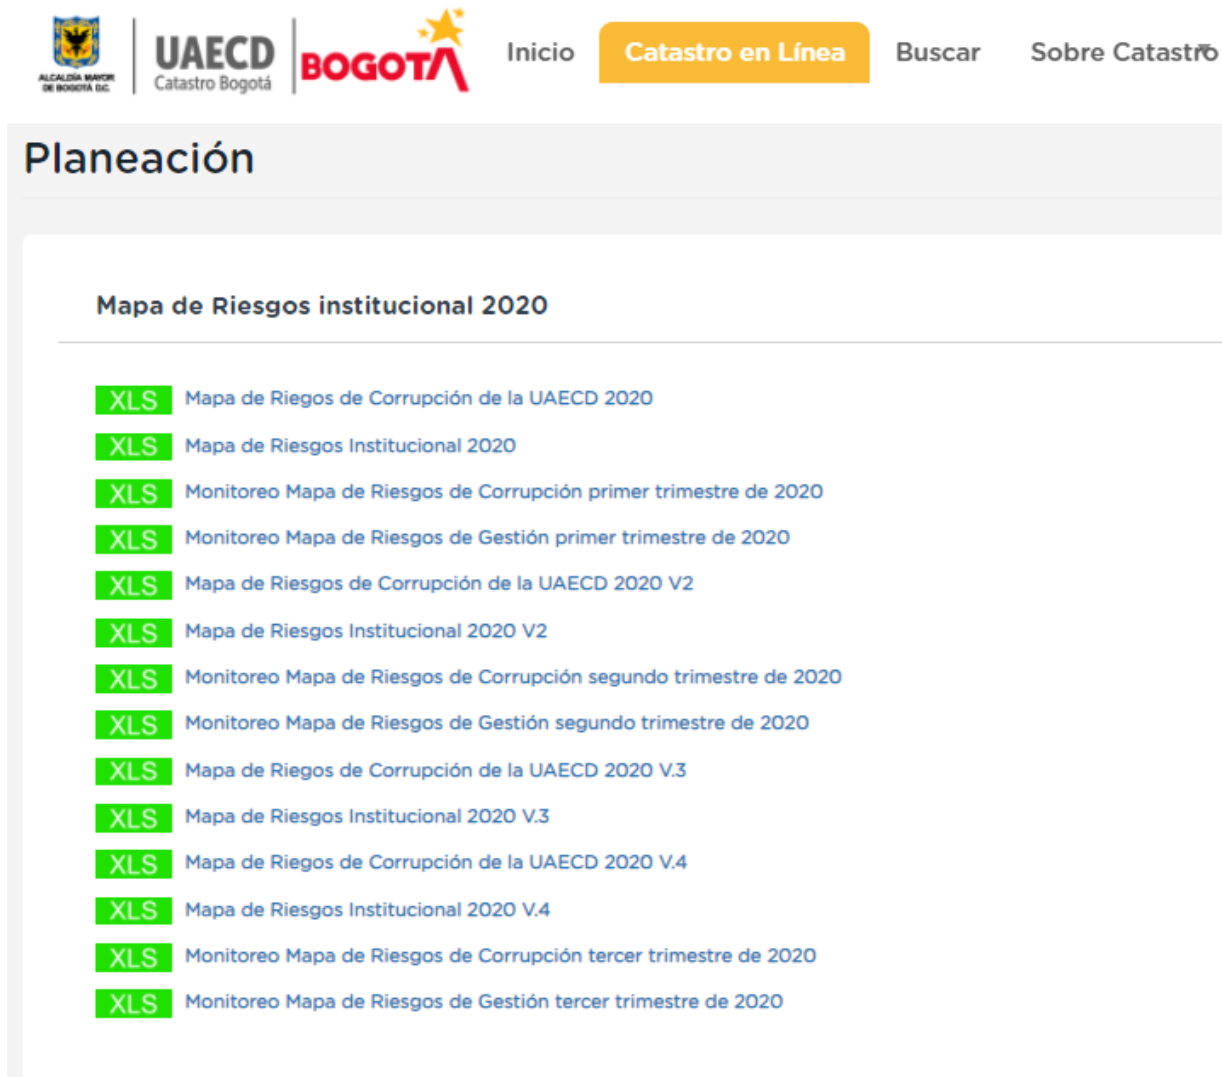 ALCALDÍA MAYOR
DE BOGOTÁ D.C.
UAECD
Catastro Bogotá
BOGOTÁ
Inicio
Catastro en Línea
Buscar
Sobre Catastro
Planeación
Mapa de Riesgos institucional 2020
XLS Mapa de Riegos de Corrupción de la UAECD 2020
XLS Mapa de Riesgos Institucional 2020
XLS Monitoreo Mapa de Riesgos de Corrupción primer trimestre de 2020
XLS Monitoreo Mapa de Riesgos de Gestión primer trimestre de 2020
XLS Mapa de Riesgos de Corrupción de la UAECD 2020 V2
XLS Mapa de Riesgos Institucional 2020 V2
XLS Monitoreo Mapa de Riesgos de Corrupción segundo trimestre de 2020
XLS Monitoreo Mapa de Riesgos de Gestión segundo trimestre de 2020
XLS Mapa de Riegos de Corrupción de la UAECD 2020 V.3
XLS Mapa de Riesgos Institucional 2020 V.3
XLS Mapa de Riegos de Corrupción de la UAECD 2020 V.4
XLS Mapa de Riesgos Institucional 2020 V.4
XLS Monitoreo Mapa de Riesgos de Corrupción tercer trimestre de 2020
XLS Monitoreo Mapa de Riesgos de Gestión tercer trimestre de 2020